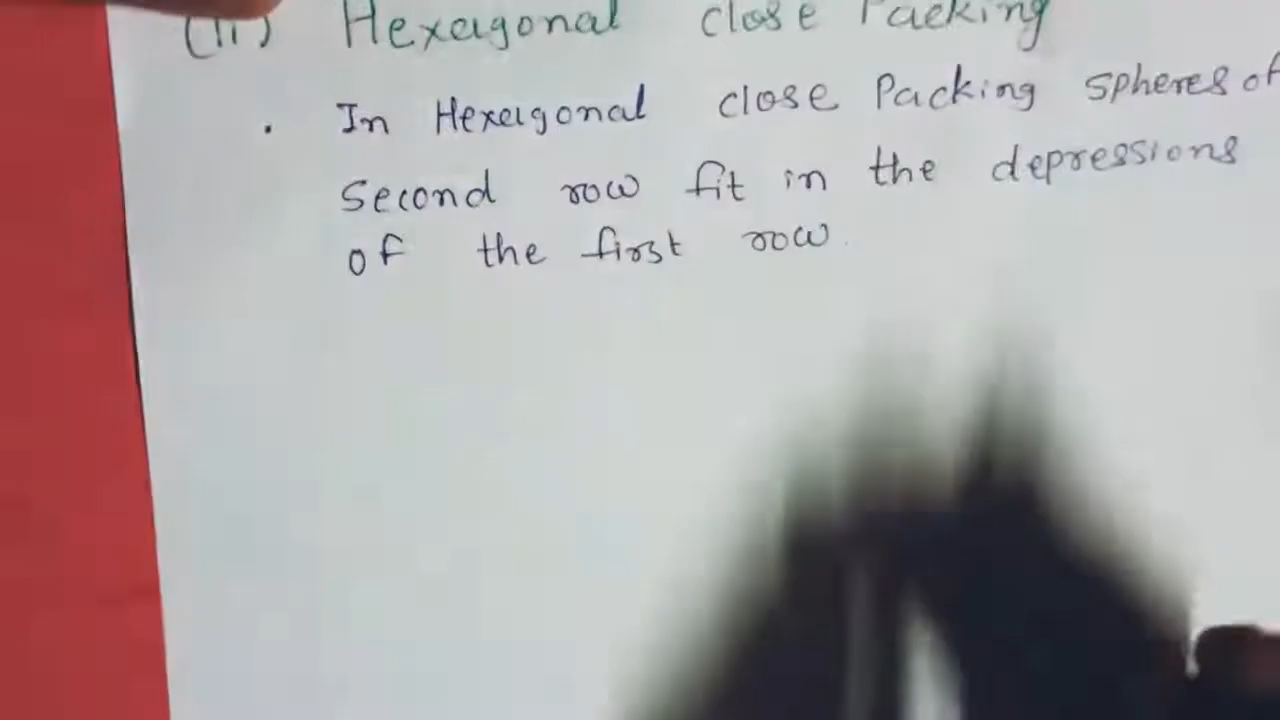 (ii) Hexagonal close Packing
. In Hexagonal close Packing spheres of
second row fit in the depressions
of the first row.